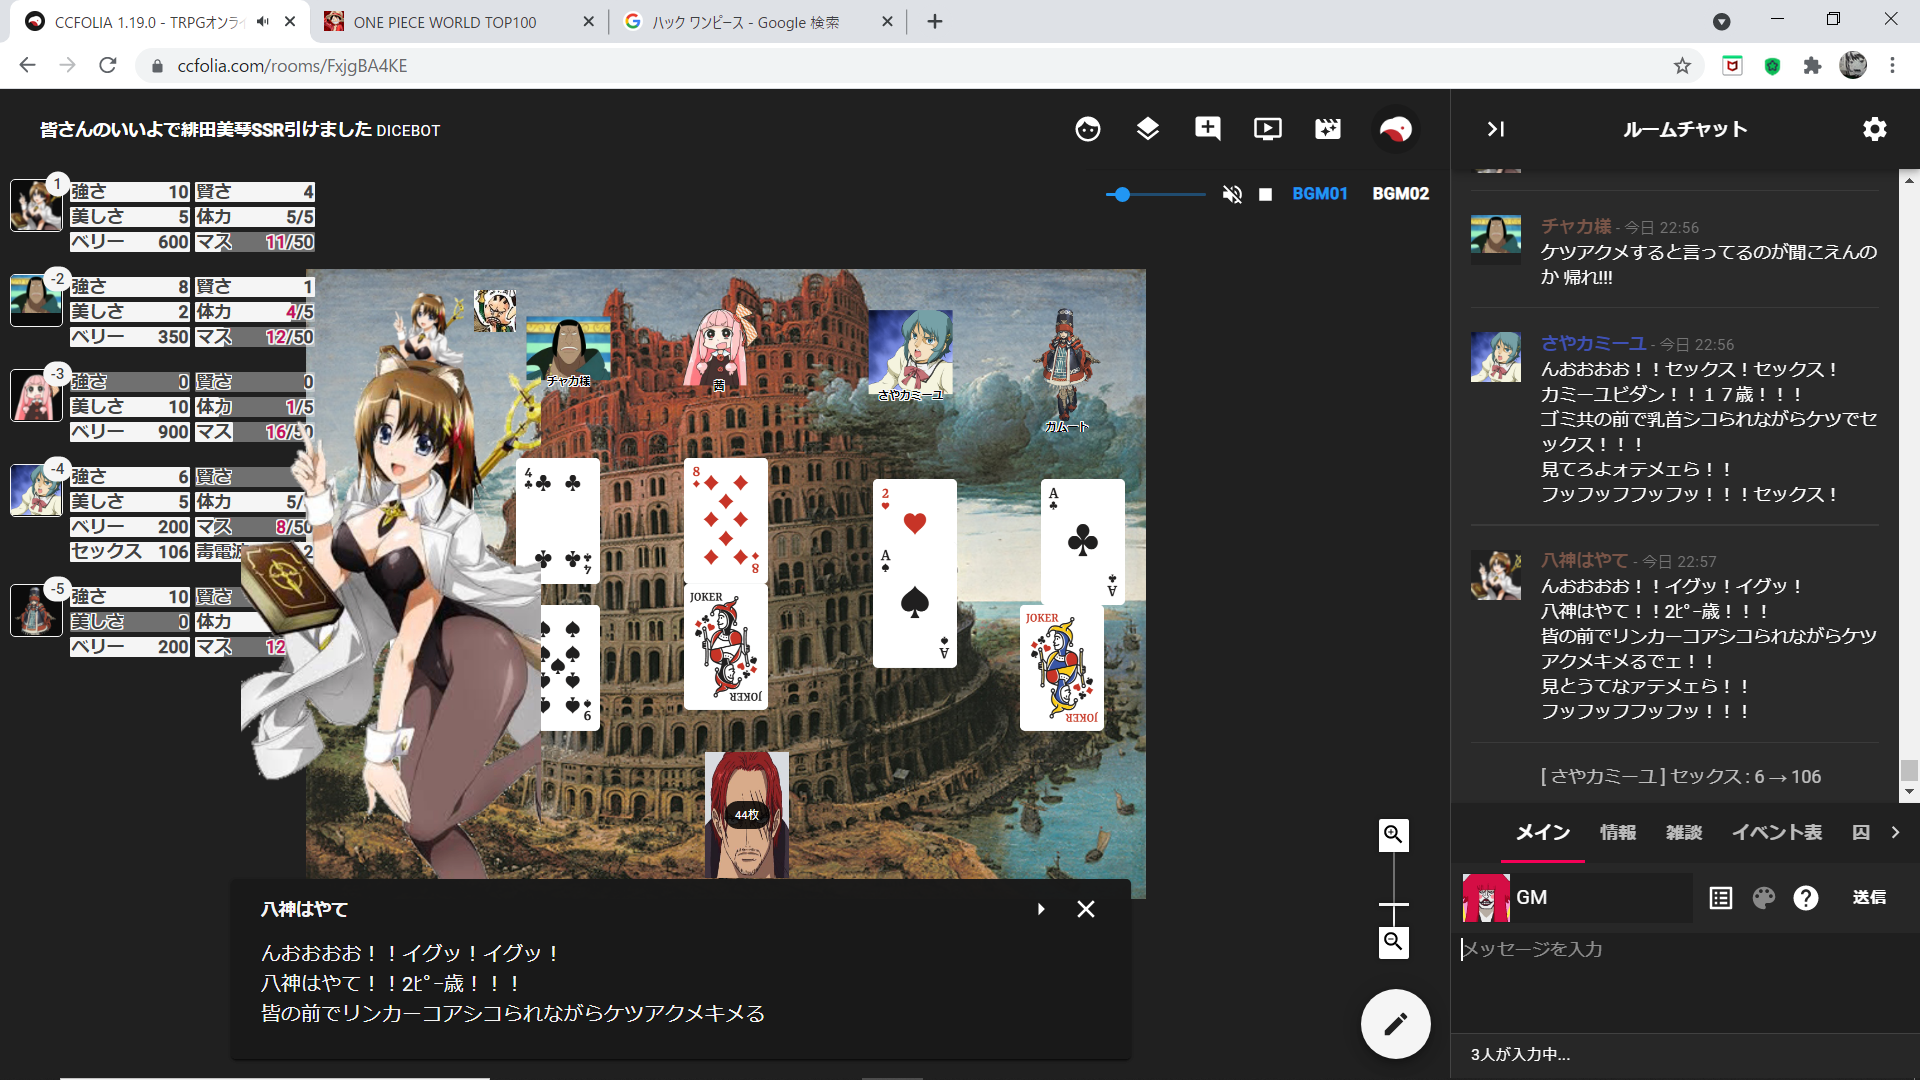 CCFOLIA 1.19.0 - TRPGオンライ
ONE PIECE WORLD TOP100
ハック ワンピース - Google 検索
ccfolia.com/rooms/FxjgBA4KE
皆さんのいいよで緋田美琴SSR引けました DICEBOT
BGM01
BGM02
1
強さ 10 賢さ 4
美しさ 5 体力 5/5
ベリー 600 マス 11/50
-2
強さ 8 賢さ 1
美しさ 2 体力 4/5
ベリー 350 マス 12/50
-3
強さ 0 賢さ 0
美しさ 10 体力 1/5
ベリー 900 マス 16/50
-4
強さ 6 賢さ
美しさ 5 体力 5/
ベリー 200 マス 8/50
セックス 106 毒電波 2
-5
強さ 10 賢さ
美しさ 0 体力
ベリー 200 マス 12
チャカ様
茜
さやカミーユ
ガムート
4
4
8
8
2
A
A
A
A
9
JOKER
JOKER
JOKER
JOKER
44枚
八神はやて
んおおおお！！イグッ！イグッ！
八神はやて！！2ﾋﾟｰ歳！！！
皆の前でリンカーコアシコられながらケツアクメキメる
ルームチャット
チャカ様 - 今日 22:56
ケツアクメすると言ってるのが聞こえんの
か 帰れ!!!
さやカミーユ - 今日 22:56
んおおおお！！セックス！セックス！
カミーユビダン！！１７歳！！！
ゴミ共の前で乳首シコられながらケツでセ
ックス！！！
見てろよォテメェら！！
フッフッフフッフッ！！！セックス！
八神はやて - 今日 22:57
んおおおお！！イグッ！イグッ！
八神はやて！！2ﾋﾟｰ歳！！！
皆の前でリンカーコアシコられながらケツ
アクメキメるでェ！！
見とうてなァテメェら！！
フッフッフフッフッ！！！
[ さやカミーユ ] セックス : 6 → 106
メイン
情報
雑談
イベント表
囚
GM
送信
メッセージを入力
3人が入力中...